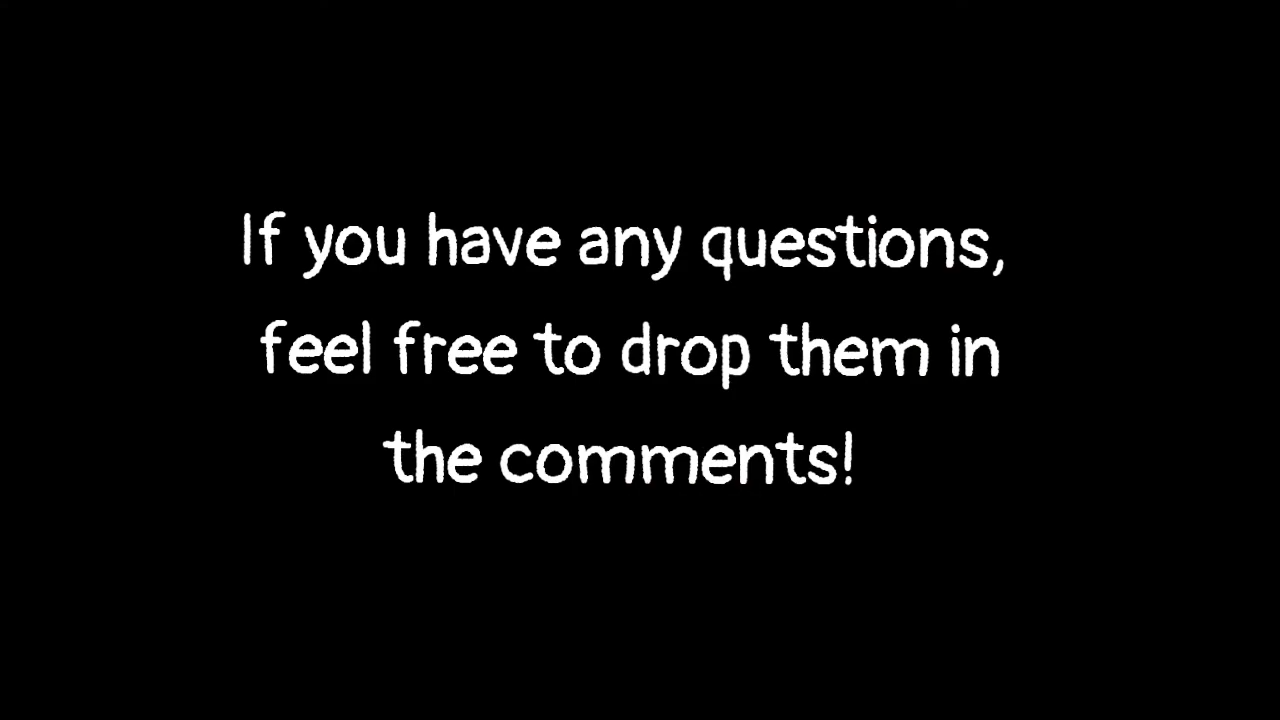 If you have any questions,
feel free to drop them in
the comments!